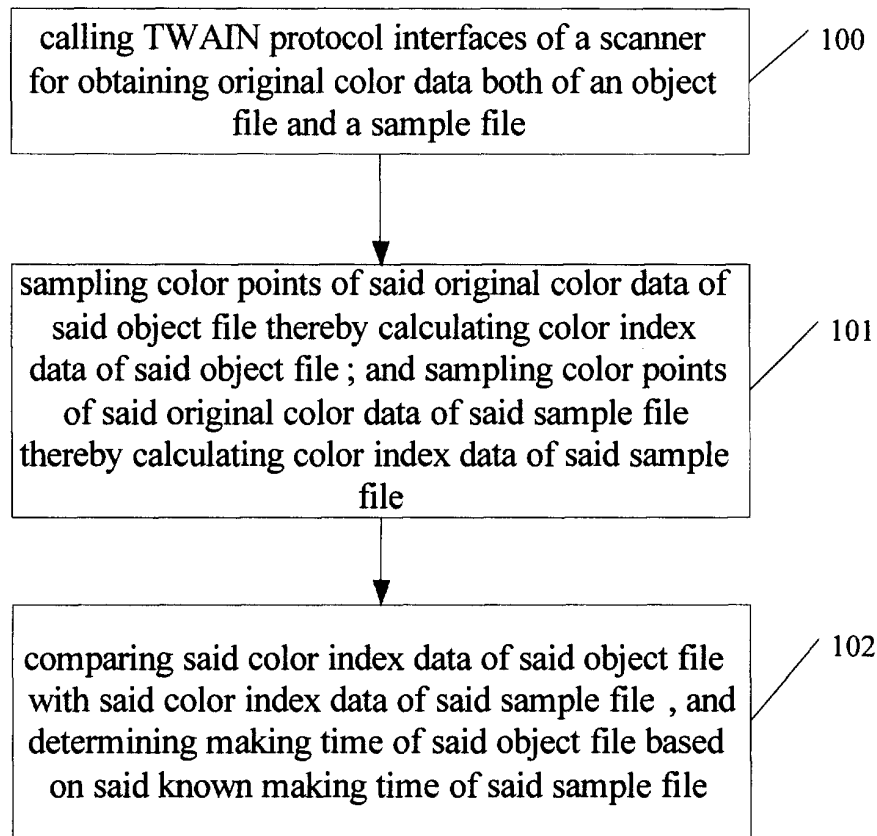 calling TWAIN protocol interfaces of a scanner
for obtaining original color data both of an object
file and a sample file
100
sampling color points of said original color data of
said object file thereby calculating color index
data of said object file ; and sampling color points
of said original color data of said sample file
thereby calculating color index data of said sample
file
101
comparing said color index data of said object file
with said color index data of said sample file , and
determining making time of said object file based
on said known making time of said sample file
102